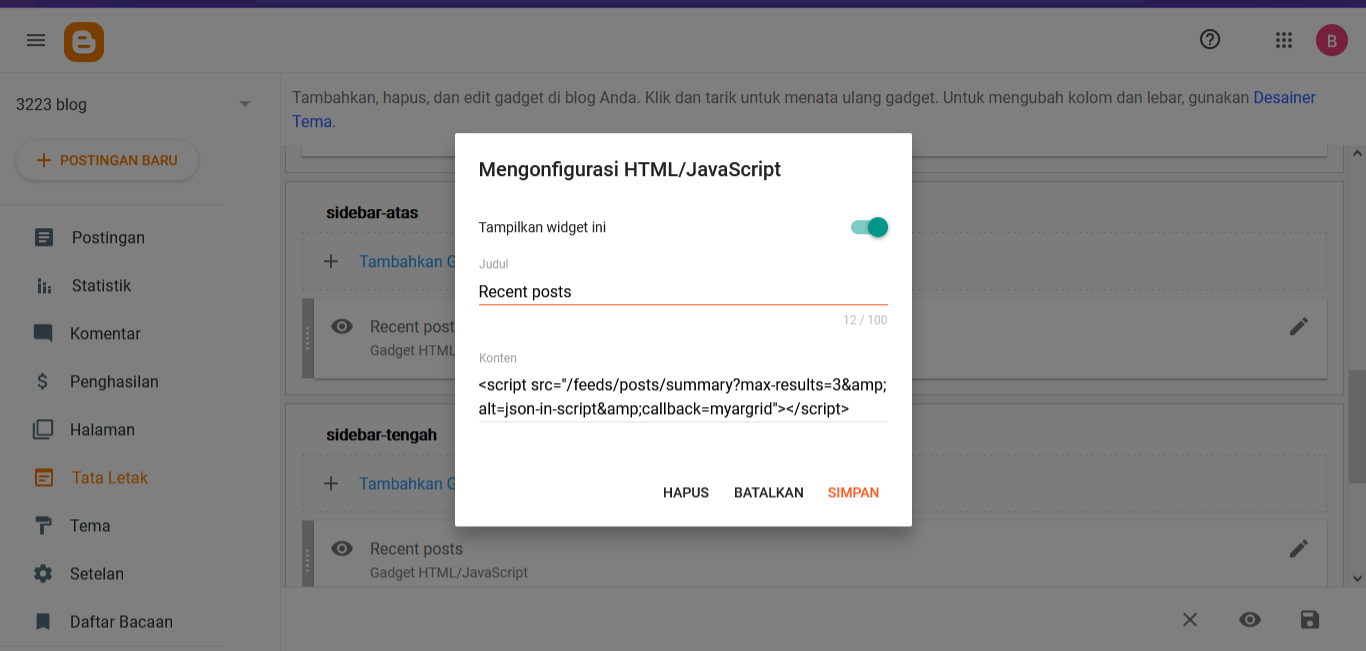 B
3223 blog
Tambahkan, hapus, dan edit gadget di blog Anda. Klik dan tarik untuk menata ulang gadget. Untuk mengubah kolom dan lebar, gunakan Desainer
Tema.
+ POSTINGAN BARU
Postingan
Statistik
Komentar
$ Penghasilan
Halaman
Tata Letak
Tema
Setelan
Daftar Bacaan
sidebar-atas
+ Tambahkan G
Recent post
Gadget HTML
sidebar-tengah
+ Tambahkan G
Recent posts
Gadget HTML/JavaScript
Mengonfigurasi HTML/JavaScript
Tampilkan widget ini
Judul
Recent posts
12 / 100
Konten
<script src="/feeds/posts/summary?max-results=3&amp;
alt=json-in-script&amp;callback=myargrid"></script>
HAPUS BATALKAN SIMPAN